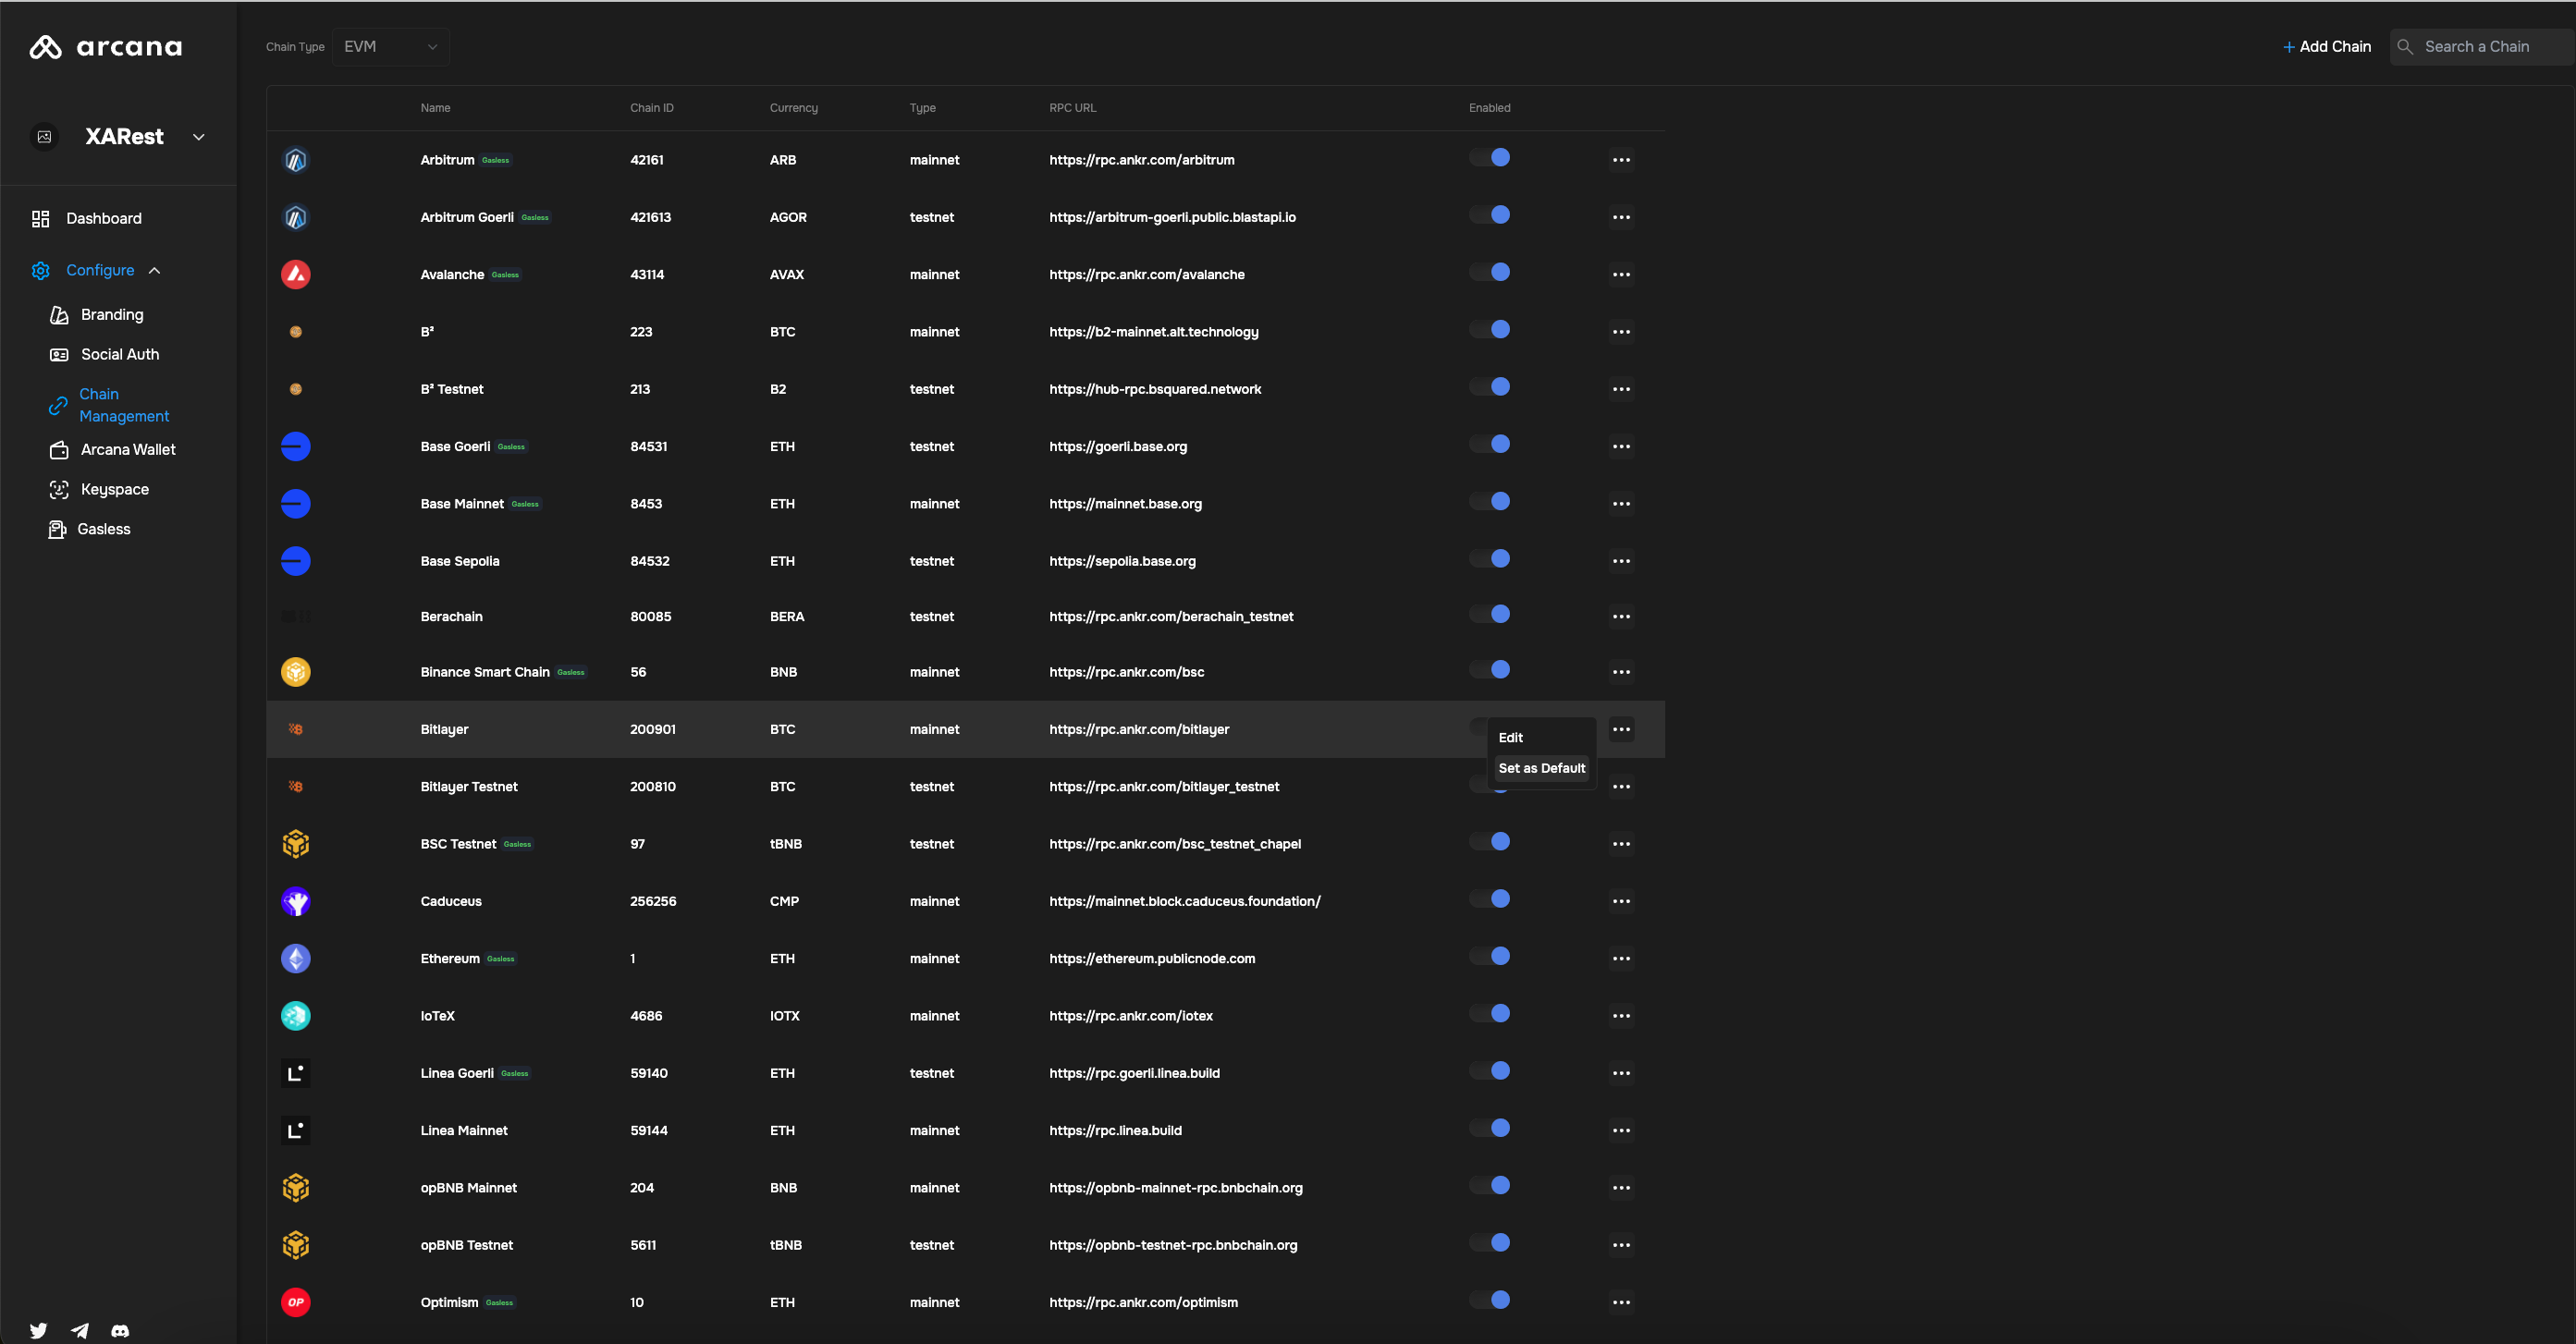 arcana
Chain Type EVM
+ Add Chain Search a Chain
XARest
Dashboard
Configure
Branding
Social Auth
Chain
Management
Arcana Wallet
Keyspace
Gasless
Name Chain ID Currency Type RPC URL Enabled
Arbitrum Gasless 42161 ARB mainnet https://rpc.ankr.com/arbitrum
Arbitrum Goerli Gasless 421613 AGOR testnet https://arbitrum-goerli.public.blastapi.io
Avalanche Gasless 43114 AVAX mainnet https://rpc.ankr.com/avalanche
B² 223 BTC mainnet https://b2-mainnet.alt.technology
B² Testnet 213 B2 testnet https://hub-rpc.bsquared.network
Base Goerli Gasless 84531 ETH testnet https://goerli.base.org
Base Mainnet Gasless 8453 ETH mainnet https://mainnet.base.org
Base Sepolia 84532 ETH testnet https://sepolia.base.org
Berachain 80085 BERA testnet https://rpc.ankr.com/berachain_testnet
Binance Smart Chain Gasless 56 BNB mainnet https://rpc.ankr.com/bsc
Bitlayer 200901 BTC mainnet https://rpc.ankr.com/bitlayer
Edit
Set as Default
Bitlayer Testnet 200810 BTC testnet https://rpc.ankr.com/bitlayer_testnet
BSC Testnet Gasless 97 tBNB testnet https://rpc.ankr.com/bsc_testnet_chapel
Caduceus 256256 CMP mainnet https://mainnet.block.caduceus.foundation/
Ethereum Gasless 1 ETH mainnet https://ethereum.publicnode.com
IoTeX 4686 IOTX mainnet https://rpc.ankr.com/iotex
Linea Goerli Gasless 59140 ETH testnet https://rpc.goerli.linea.build
Linea Mainnet 59144 ETH mainnet https://rpc.linea.build
opBNB Mainnet 204 BNB mainnet https://opbnb-mainnet-rpc.bnbchain.org
opBNB Testnet 5611 tBNB testnet https://opbnb-testnet-rpc.bnbchain.org
OP Optimism Gasless 10 ETH mainnet https://rpc.ankr.com/optimism